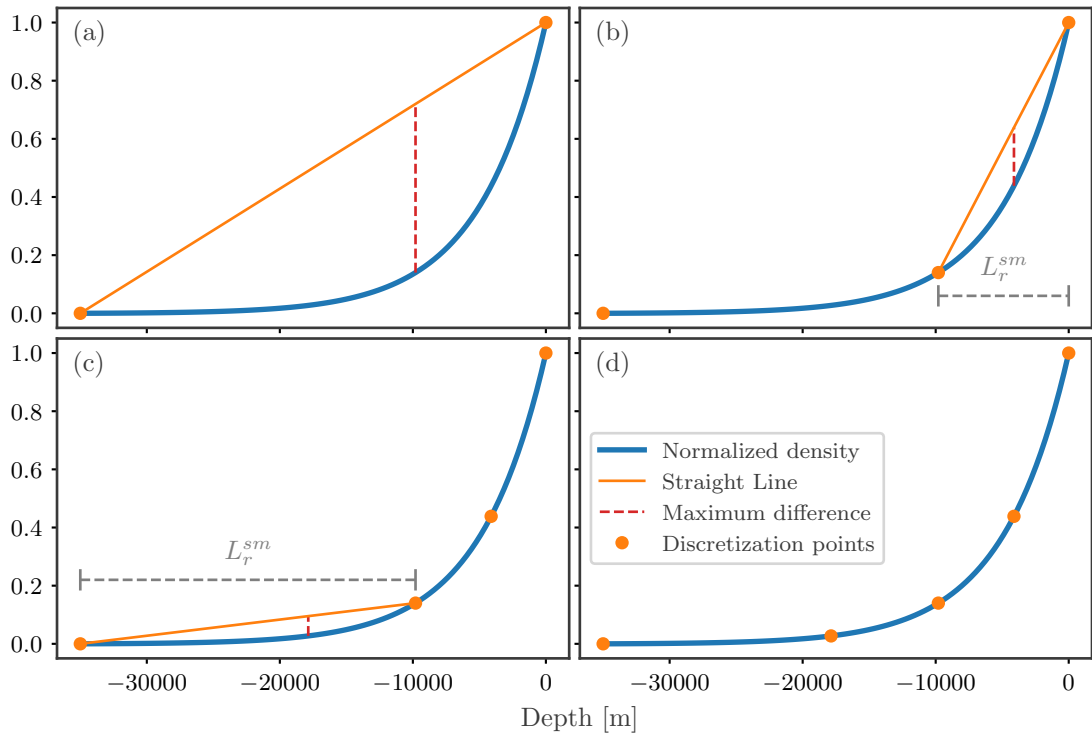 (a)
1.0
0.8
0.6
0.4
0.2
0.0
(b)
L_r^{sm}
(c)
1.0
0.8
0.6
0.4
0.2
0.0
L_r^{sm}
−30000 −20000 −10000 0
(d)
Normalized density
Straight Line
Maximum difference
Discretization points
−30000 −20000 −10000 0
Depth [m]